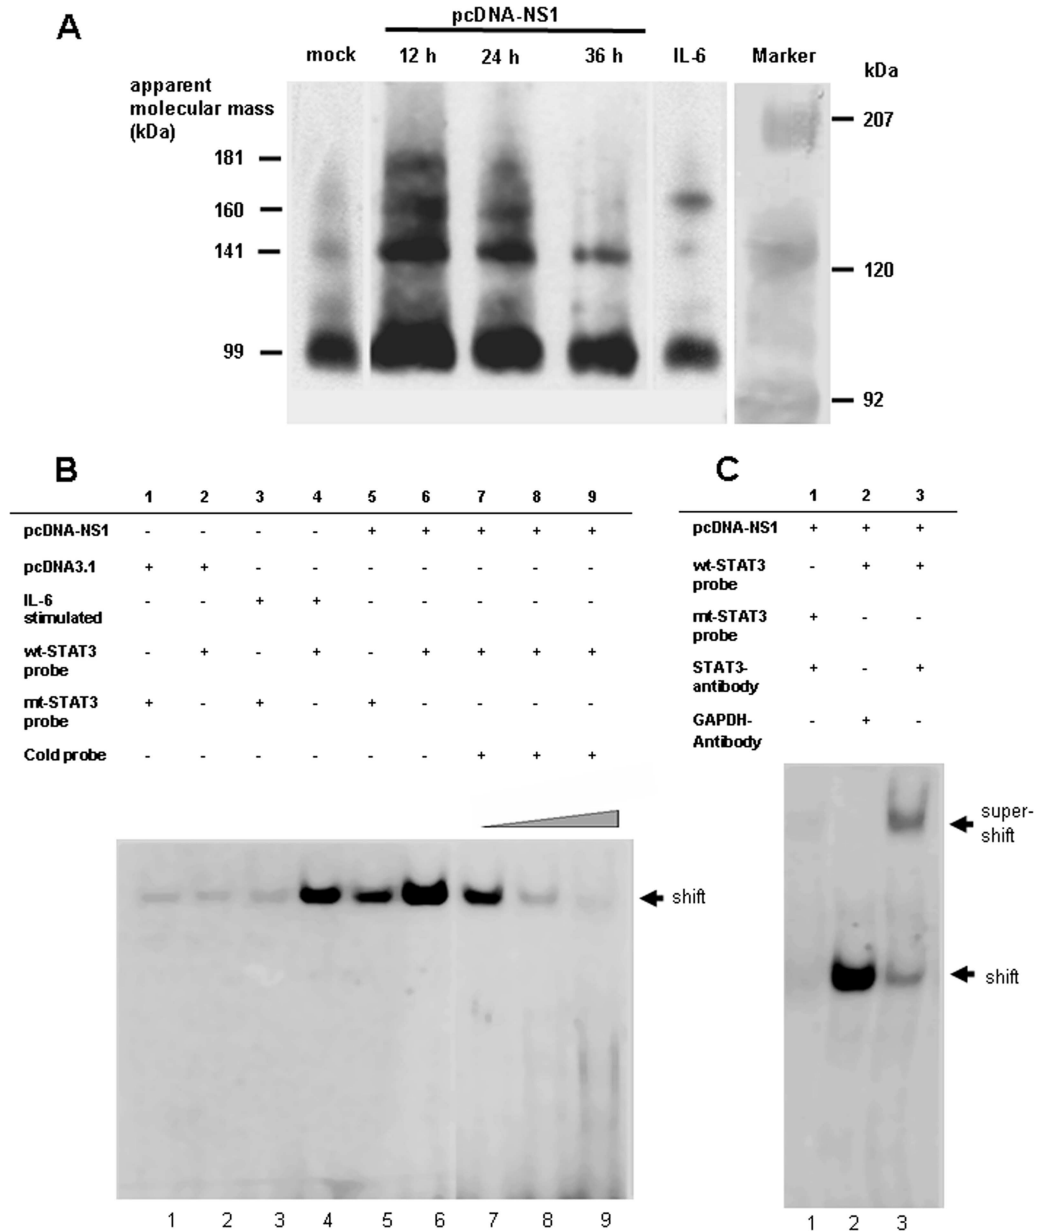 A
pcDNA-NS1
mock 12 h 24 h 36 h IL-6 Marker
kDa
apparent
molecular mass
(kDa)
207
181
160
141
120
99
92
B
1 2 3 4 5 6 7 8 9
pcDNA-NS1 - - - - + + + + +
pcDNA3.1 + + - - - - - - -
IL-6
stimulated - - + + - - - - -
wt-STAT3
probe - + - + - + + + +
mt-STAT3
probe + - + - + - - - -
Cold probe - - - - - - + + +
shift
1 2 3 4 5 6 7 8 9
C
1 2 3
pcDNA-NS1 + + +
wt-STAT3
probe - + +
mt-STAT3
probe + - -
STAT3-
antibody + - +
GAPDH-
Antibody - + -
super-
shift
shift
1 2 3